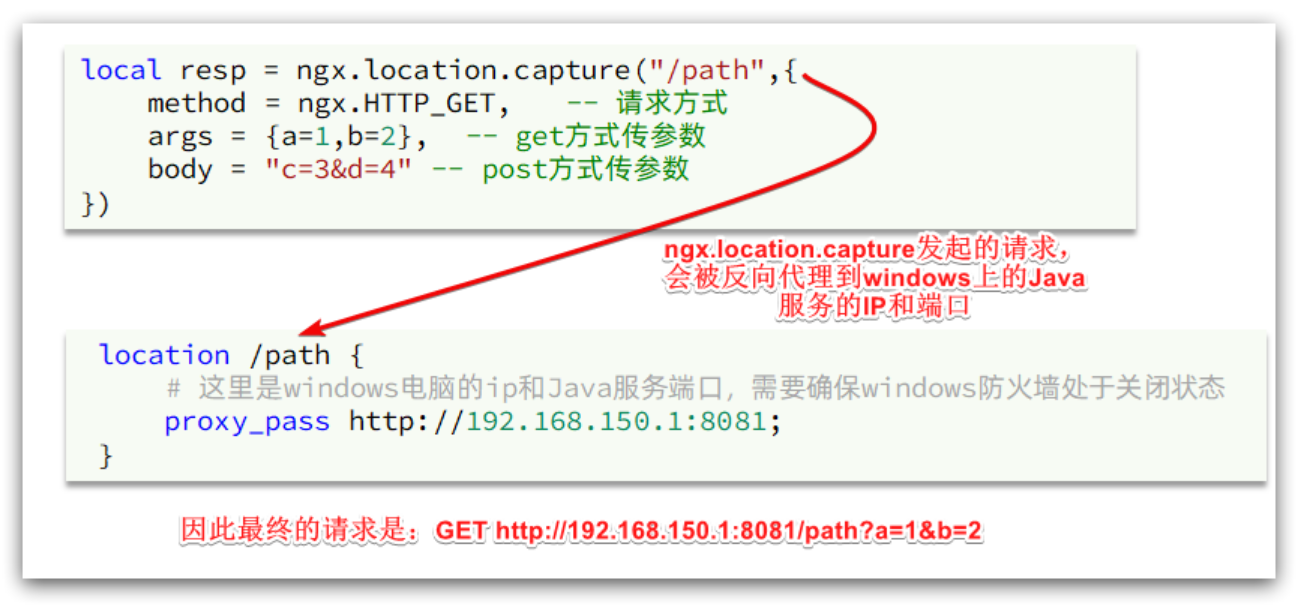 local resp = ngx.location.capture("/path",{
    method = ngx.HTTP_GET,   -- 请求方式
    args = {a=1,b=2},  -- get方式传参数
    body = "c=3&d=4" -- post方式传参数
})
ngx.location.capture发起的请求，
会被反向代理到windows上的Java
服务的IP和端口
location /path {
    # 这里是windows电脑的ip和Java服务端口，需要确保windows防火墙处于关闭状态
    proxy_pass http://192.168.150.1:8081;
}
因此最终的请求是：GET http://192.168.150.1:8081/path?a=1&b=2